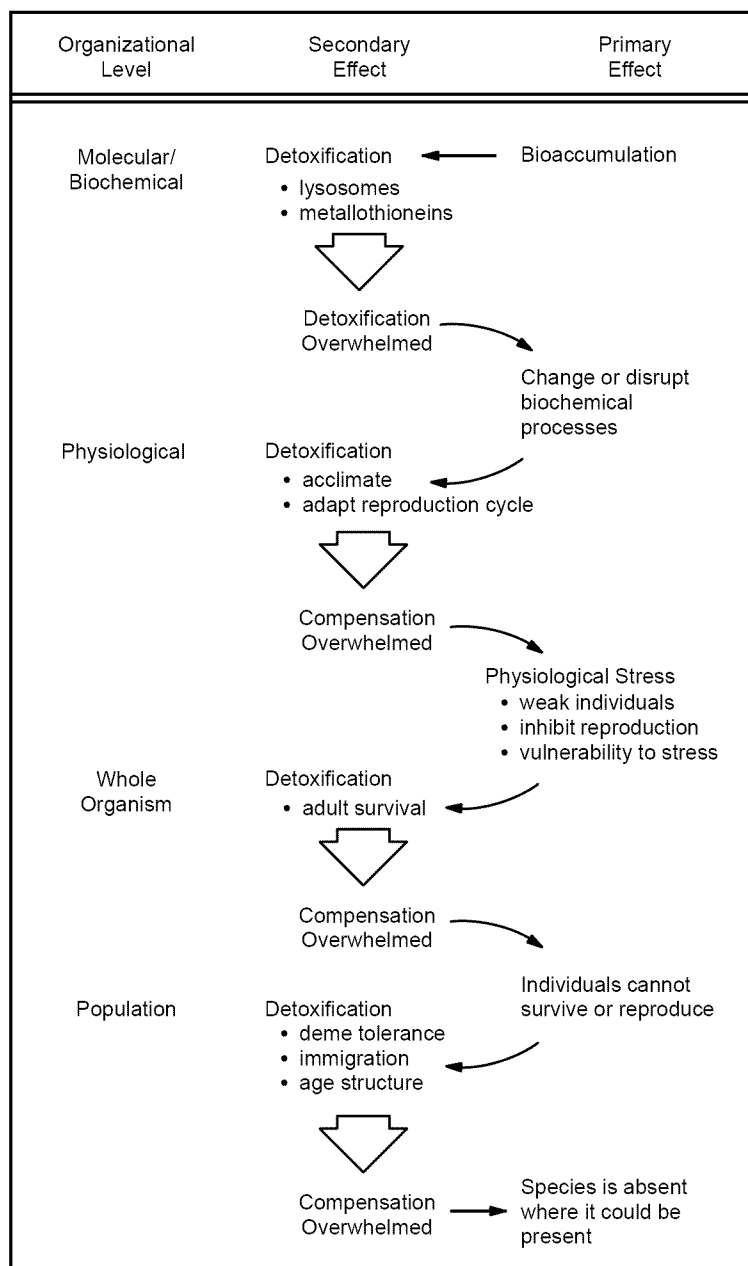 Organizational Level
Secondary Effect
Primary Effect
Molecular/
Biochemical
Detoxification
• lysosomes
• metallothioneins
Bioaccumulation
Detoxification
Overwhelmed
Change or disrupt
biochemical
processes
Physiological
Detoxification
• acclimate
• adapt reproduction cycle
Compensation
Overwhelmed
Physiological Stress
• weak individuals
• inhibit reproduction
• vulnerability to stress
Whole
Organism
Detoxification
• adult survival
Compensation
Overwhelmed
Individuals cannot
survive or reproduce
Population
Detoxification
• deme tolerance
• immigration
• age structure
Compensation
Overwhelmed
Species is absent
where it could be
present